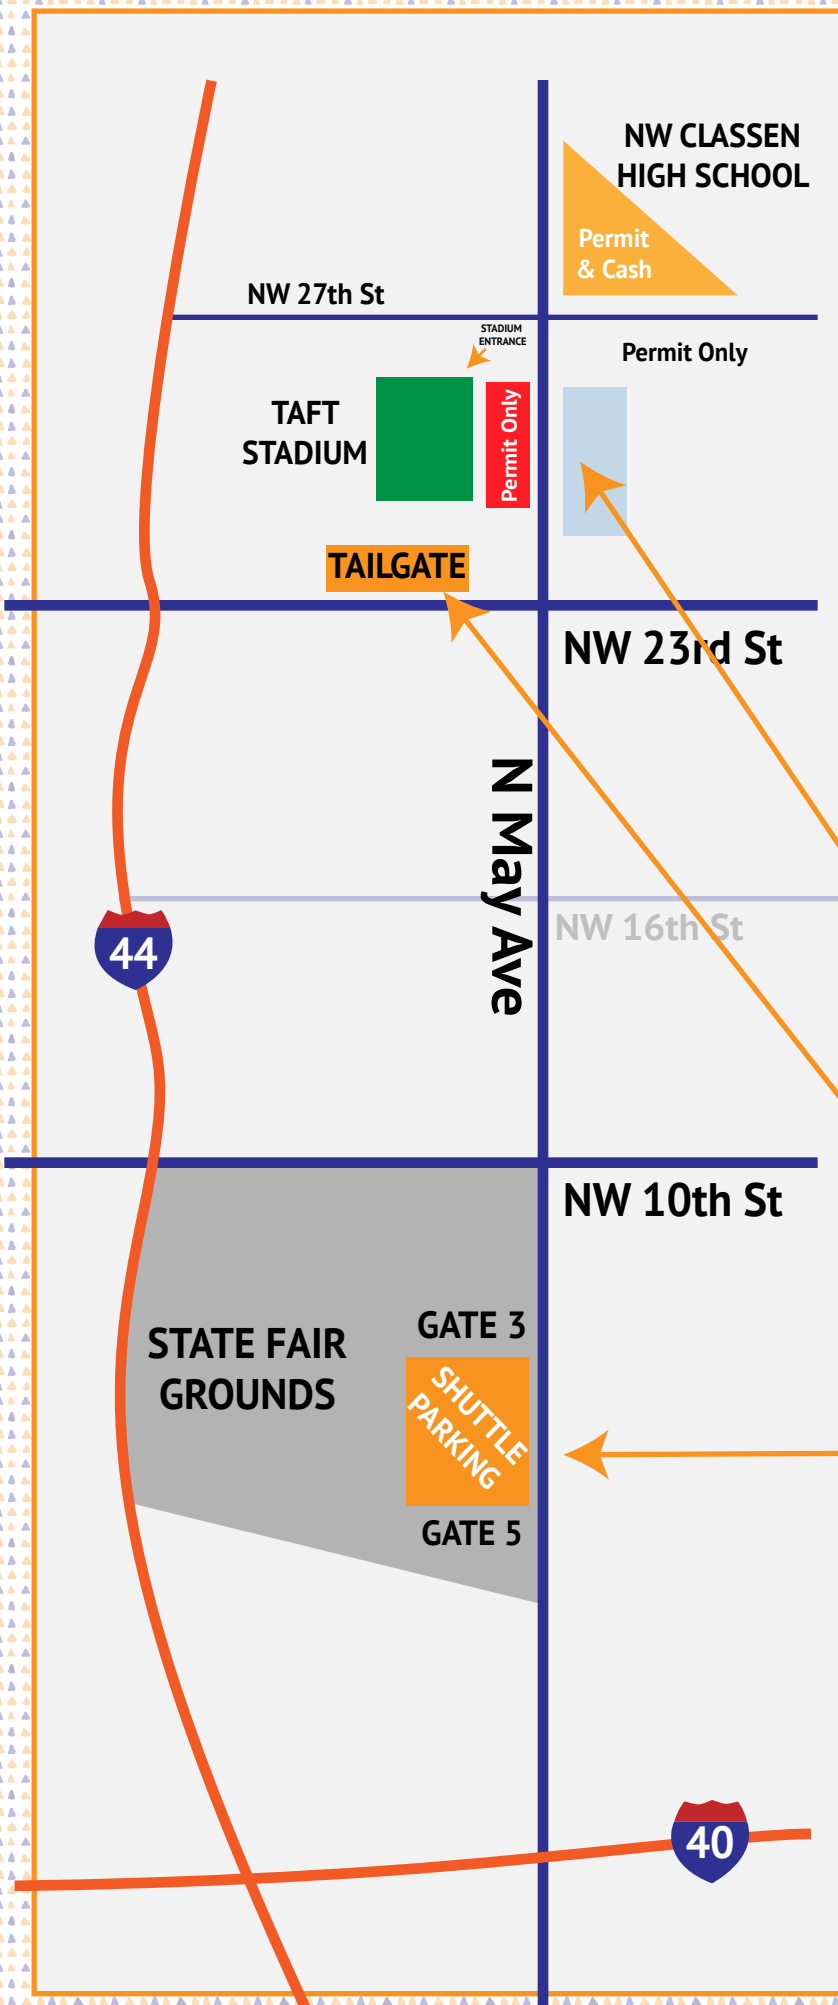 NW CLASSEN
HIGH SCHOOL
Permit
& Cash
NW 27th St
STADIUM
ENTRANCE
Permit Only
TAFT
STADIUM
Permit Only
TAILGATE
NW 23rd St
N May Ave
NW 16th St
44
NW 10th St
GATE 3
STATE FAIR
GROUNDS
SHUTTLE
PARKING
GATE 5
40